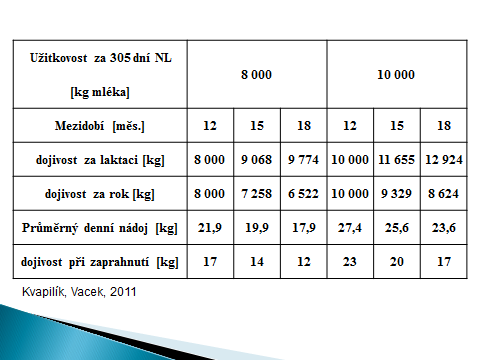 Užitkovost za 305 dní NL
[kg mléka]
8 000 10 000
Mezidobí [měs.] 12 15 18 12 15 18
dojivost za laktaci [kg] 8 000 9 068 9 774 10 000 11 655 12 924
dojivost za rok [kg] 8 000 7 258 6 522 10 000 9 329 8 624
Průměrný denní nádoj [kg] 21,9 19,9 17,9 27,4 25,6 23,6
dojivost při zaprahnutí [kg] 17 14 12 23 20 17
Kvapilík, Vacek, 2011